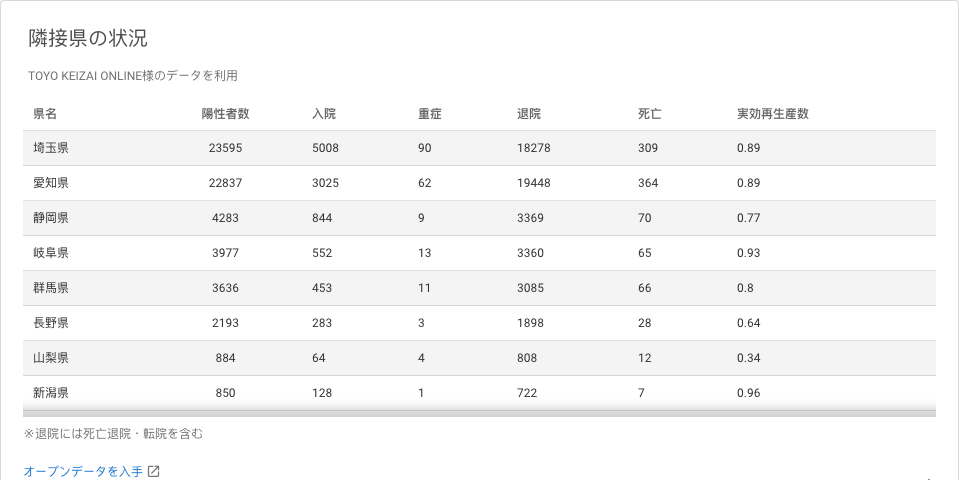 隣接県の状況
TOYO KEIZAI ONLINE様のデータを利用
県名 陽性者数 入院 重症 退院 死亡 実効再生産数
埼玉県 23595 5008 90 18278 309 0.89
愛知県 22837 3025 62 19448 364 0.89
静岡県 4283 844 9 3369 70 0.77
岐阜県 3977 552 13 3360 65 0.93
群馬県 3636 453 11 3085 66 0.8
長野県 2193 283 3 1898 28 0.64
山梨県 884 64 4 808 12 0.34
新潟県 850 128 1 722 7 0.96
※退院には死亡退院・転院を含む
オープンデータを入手